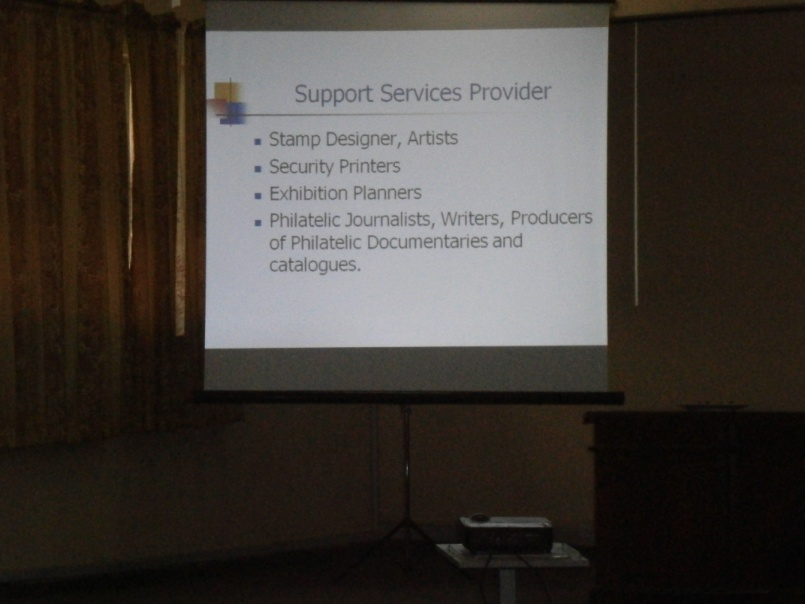 Support Services Provider
Stamp Designer, Artists
Security Printers
Exhibition Planners
Philatelic Journalists, Writers, Producers
of Philatelic Documentaries and
catalogues.